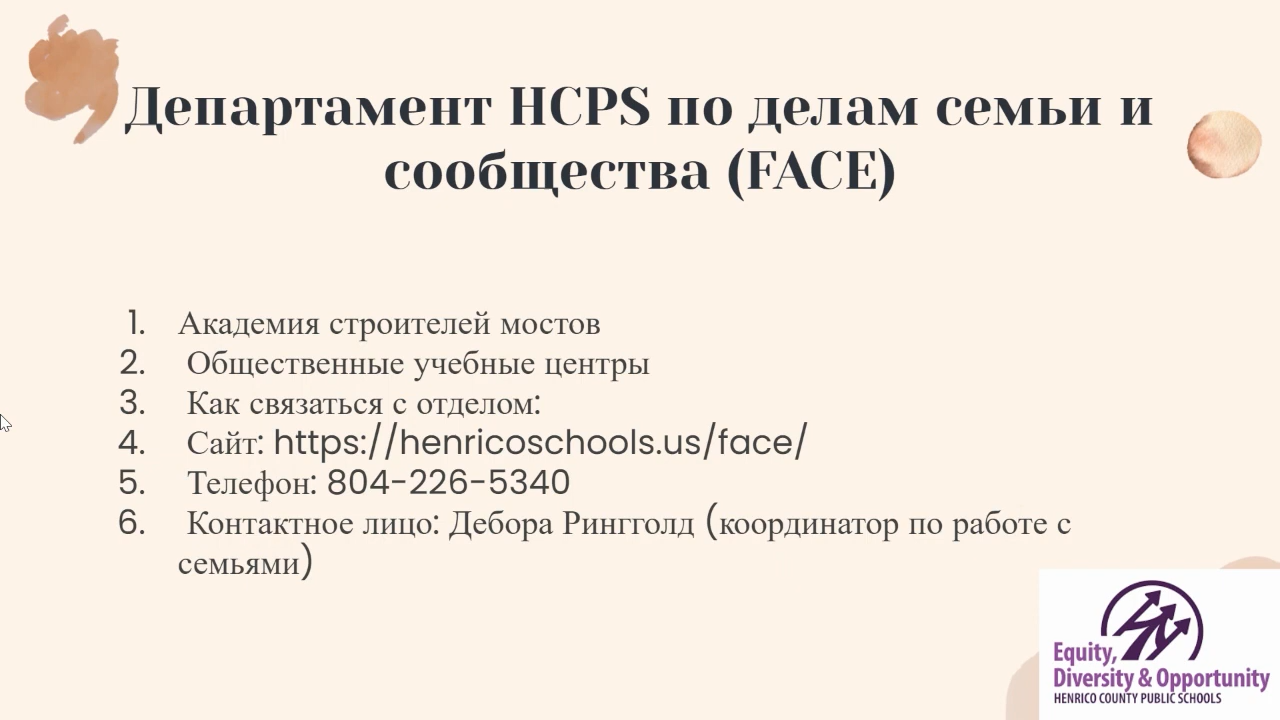 Департамент HCPS по делам семьи и
сообщества (FACE)
1. Академия строителей мостов
2. Общественные учебные центры
3. Как связаться с отделом:
4. Сайт: https://henricoschools.us/face/
5. Телефон: 804-226-5340
6. Контактное лицо: Дебора Рингголд (координатор по работе с
семьями)
Equity,
Diversity & Opportunity
HENRICO COUNTY PUBLIC SCHOOLS